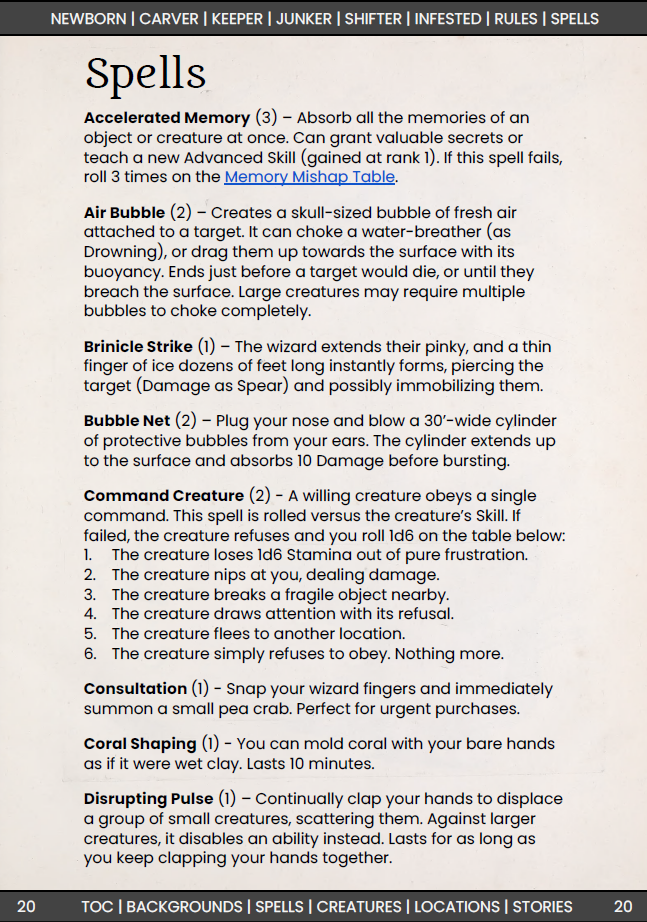 NEWBORN | CARVER | KEEPER | JUNKER | SHIFTER | INFESTED | RULES | SPELLS
Spells
Accelerated Memory (3) – Absorb all the memories of an
object or creature at once. Can grant valuable secrets or
teach a new Advanced Skill (gained at rank 1). If this spell fails,
roll 3 times on the Memory Mishap Table.
Air Bubble (2) – Creates a skull-sized bubble of fresh air
attached to a target. It can choke a water-breather (as
Drowning), or drag them up towards the surface with its
buoyancy. Ends just before a target would die, or until they
breach the surface. Large creatures may require multiple
bubbles to choke completely.
Brinicle Strike (1) – The wizard extends their pinky, and a thin
finger of ice dozens of feet long instantly forms, piercing the
target (Damage as Spear) and possibly immobilizing them.
Bubble Net (2) – Plug your nose and blow a 30’-wide cylinder
of protective bubbles from your ears. The cylinder extends up
to the surface and absorbs 10 Damage before bursting.
Command Creature (2) - A willing creature obeys a single
command. This spell is rolled versus the creature’s Skill. If
failed, the creature refuses and you roll 1d6 on the table below:
1. The creature loses 1d6 Stamina out of pure frustration.
2. The creature nips at you, dealing damage.
3. The creature breaks a fragile object nearby.
4. The creature draws attention with its refusal.
5. The creature flees to another location.
6. The creature simply refuses to obey. Nothing more.
Consultation (1) - Snap your wizard fingers and immediately
summon a small pea crab. Perfect for urgent purchases.
Coral Shaping (1) - You can mold coral with your bare hands
as if it were wet clay. Lasts 10 minutes.
Disrupting Pulse (1) – Continually clap your hands to displace
a group of small creatures, scattering them. Against larger
creatures, it disables an ability instead. Lasts for as long as
you keep clapping your hands together.
20 TOC | BACKGROUNDS | SPELLS | CREATURES | LOCATIONS | STORIES 20